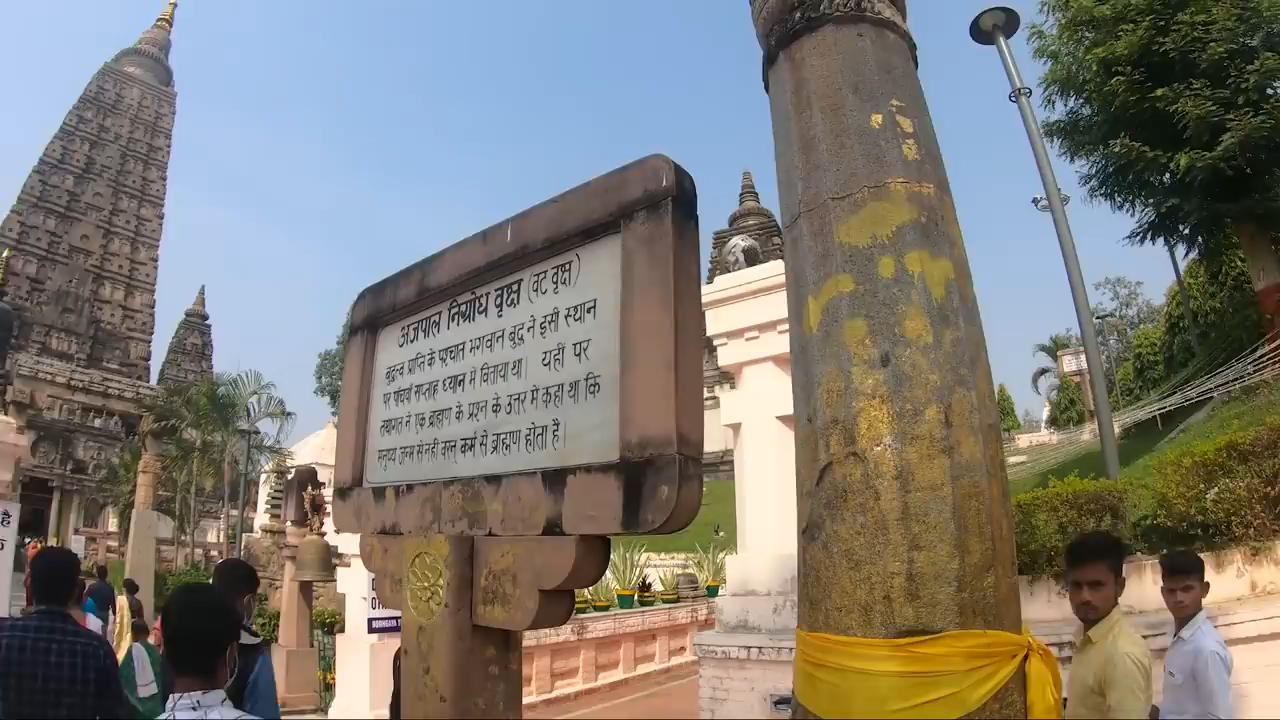 अजपाल निग्रोध वृक्ष (वट वृक्ष)
बुद्धत्व प्राप्ति के पश्चात भगवान बुद्ध ने इसी स्थान
पर पांचवाँ सप्ताह ध्यान में बिताया था। यहीं पर
तथागत ने एक ब्राह्मण के प्रश्न के उत्तर में कहा था कि
मनुष्य जन्म से नही वरन् कर्म से ब्राह्मण होता है।
BODHGAYA